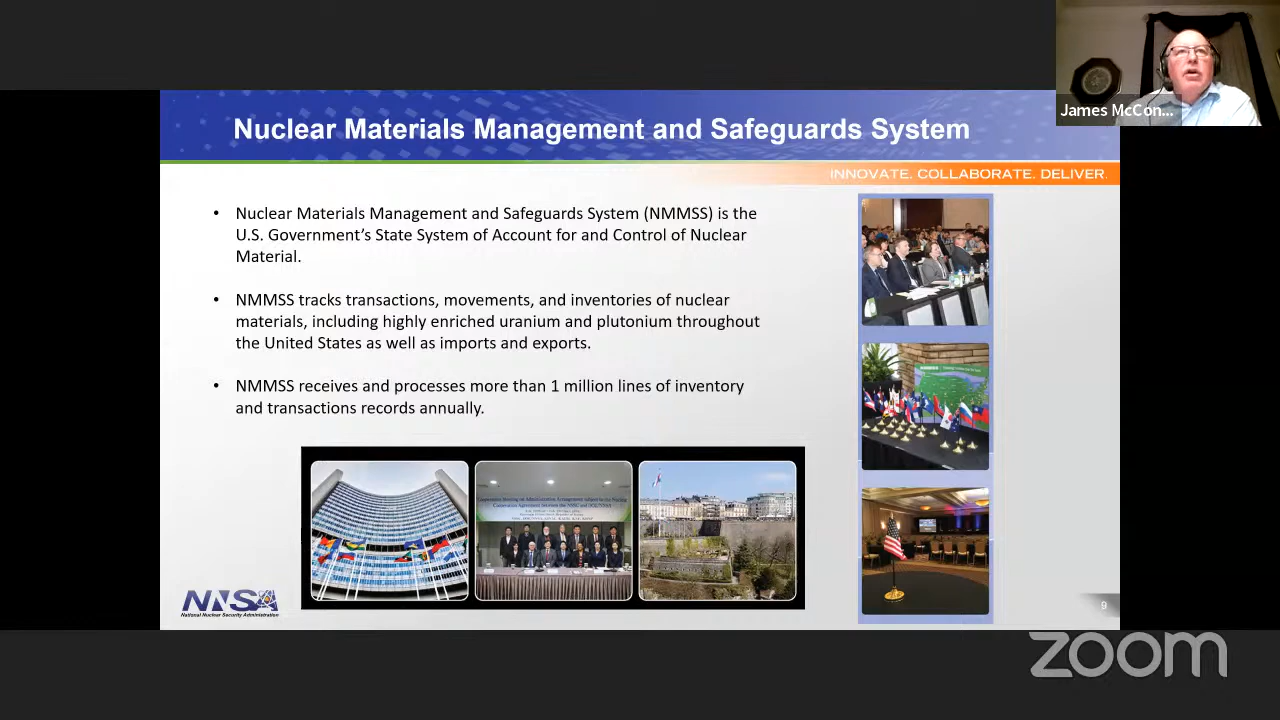 James McCon...
Nuclear Materials Management and Safeguards System
INNOVATE. COLLABORATE. DELIVER.
• Nuclear Materials Management and Safeguards System (NMMSS) is the
U.S. Government's State System of Account for and Control of Nuclear
Material.
• NMMSS tracks transactions, movements, and inventories of nuclear
materials, including highly enriched uranium and plutonium throughout
the United States as well as imports and exports.
• NMMSS receives and processes more than 1 million lines of inventory
and transactions records annually.
NNSA
National Nuclear Security Administration
9
zoom